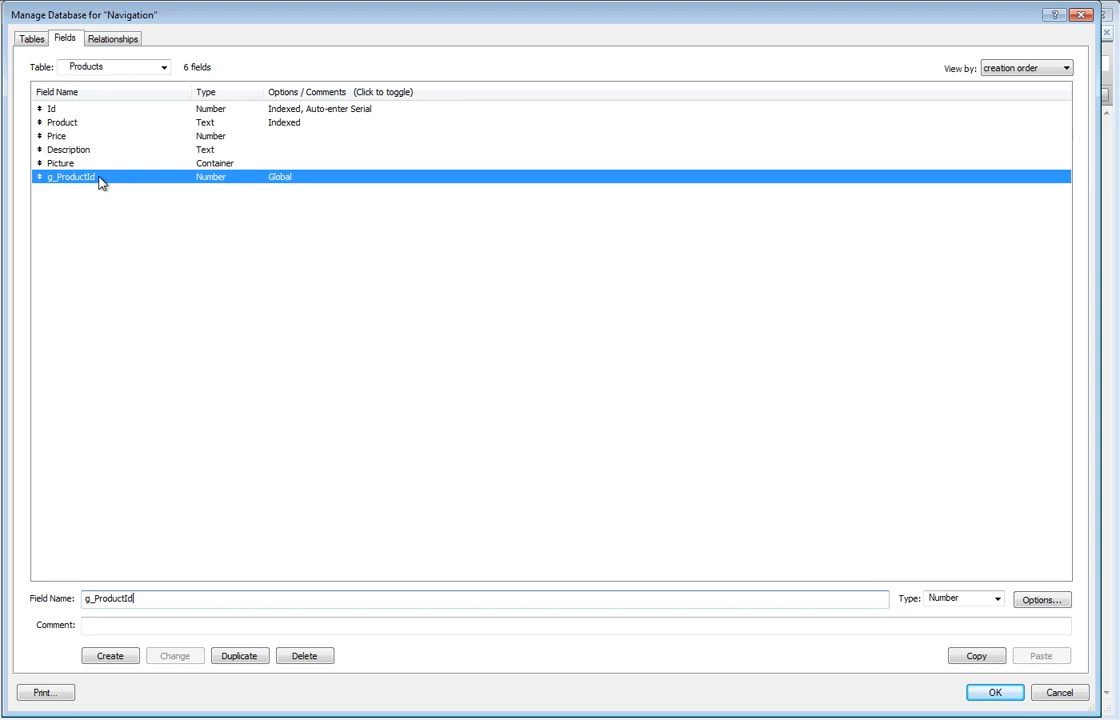 Manage Database for "Navigation"
?
Tables Fields Relationships
Table: Products 6 fields View by: creation order
Field Name Type Options / Comments (Click to toggle)
Id Number Indexed, Auto-enter Serial
Product Text Indexed
Price Number
Description Text
Picture Container
g_ProductId Number Global
Field Name: g_ProductId Type: Number Options...
Comment:
Create Change Duplicate Delete Copy Paste
Print... OK Cancel